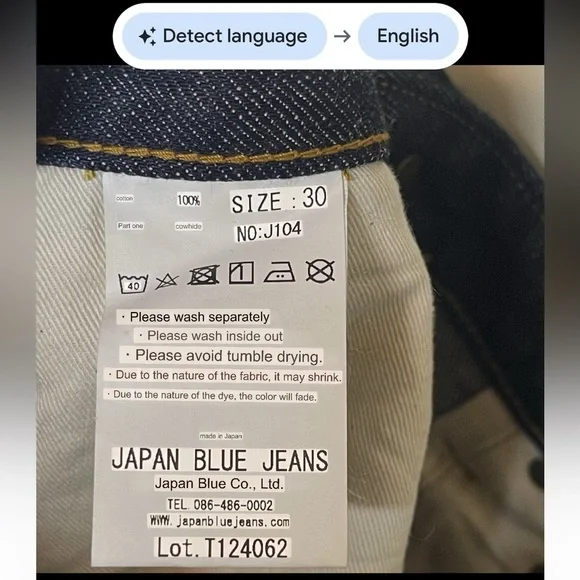 Detect language → English
cotton 100% SIZE : 30
Part one cowhide NO:J104
40
· Please wash separately
· Please wash inside out
· Please avoid tumble drying.
· Due to the nature of the fabric, it may shrink.
· Due to the nature of the dye, the color will fade.
made in Japan
JAPAN BLUE JEANS
Japan Blue Co., Ltd.
TEL. 086-486-0002
WWW. japanbluejeans.com
Lot. T124062